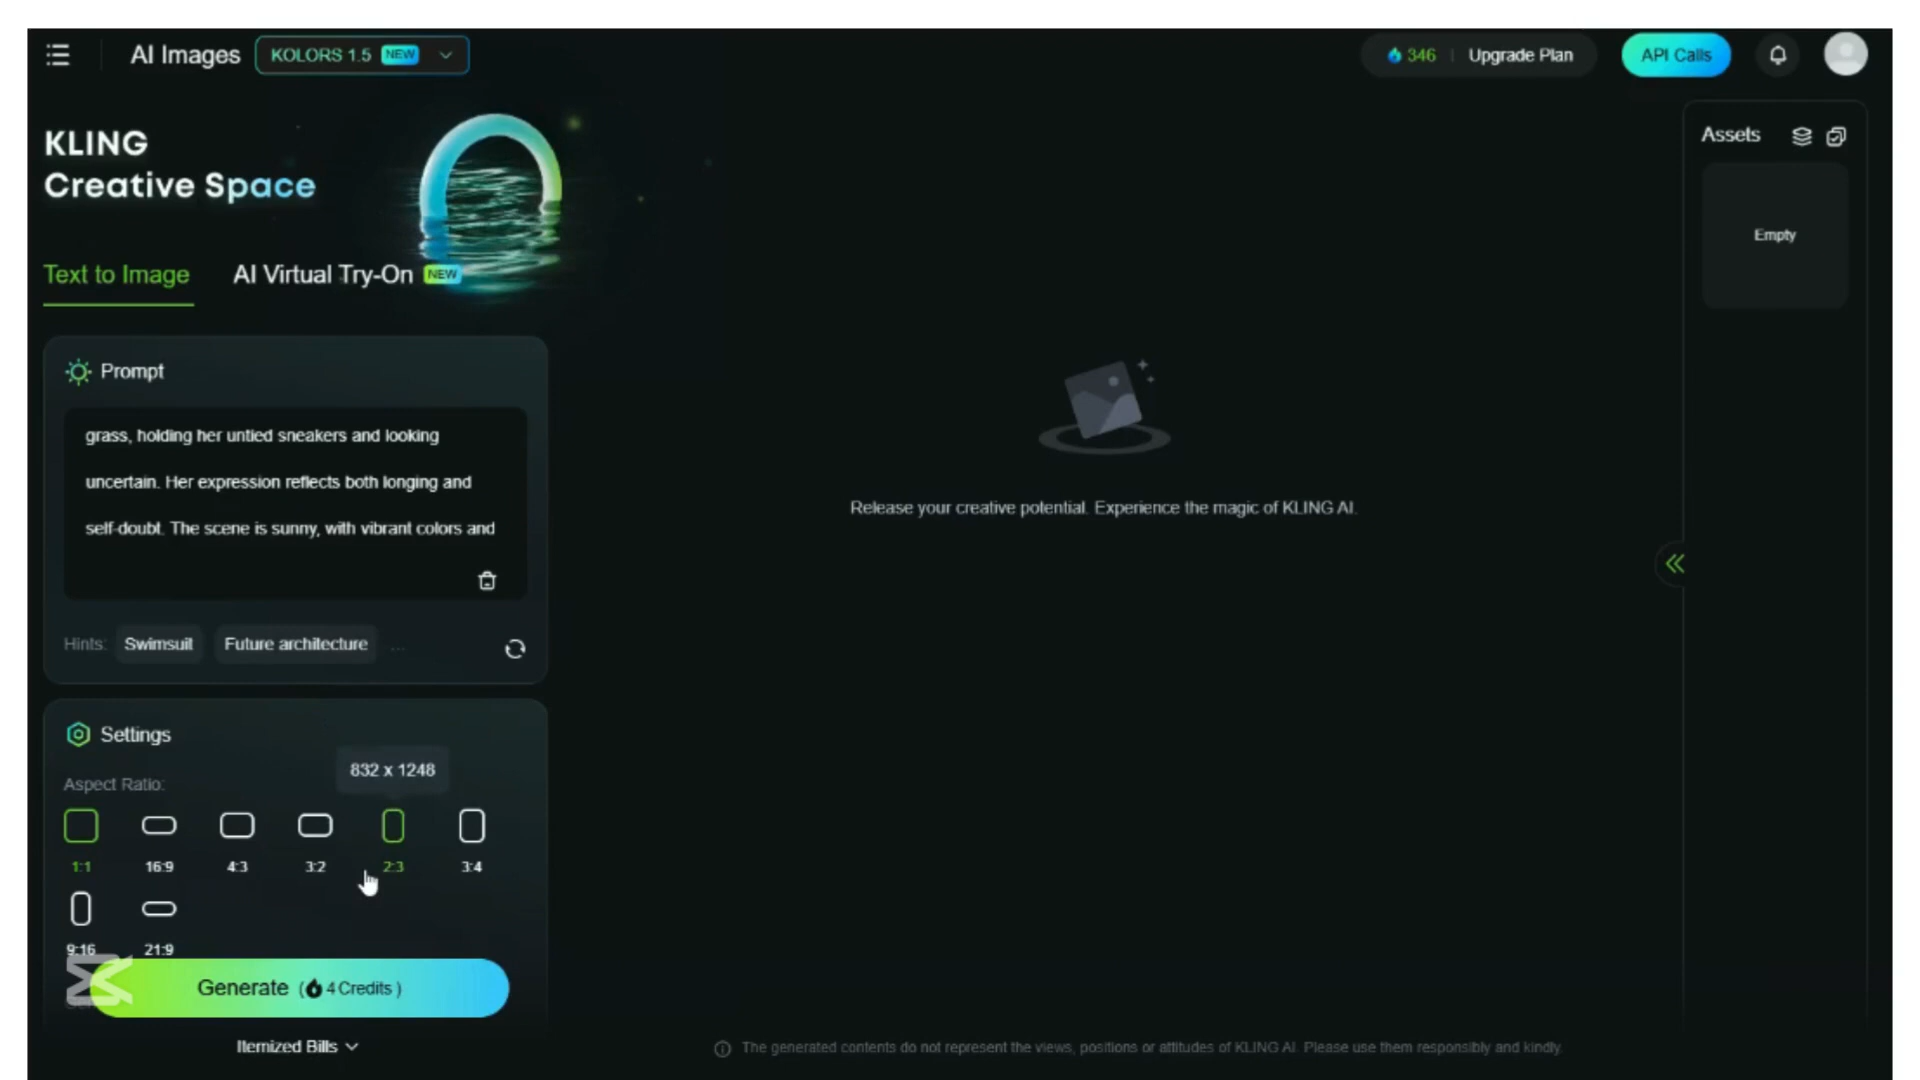 AI Images
KOLORS 1.5 NEW
346 | Upgrade Plan
API Calls
KLING
Creative Space
Assets
Empty
Text to Image
AI Virtual Try-On NEW
Prompt
grass, holding her untied sneakers and looking
uncertain. Her expression reflects both longing and
self-doubt. The scene is sunny, with vibrant colors and
Hints:
Swimsuit
Future architecture
...
Release your creative potential. Experience the magic of KLING AI.
Settings
832 x 1248
Aspect Ratio:
1:1
16:9
4:3
3:2
2:3
3:4
9:16
21:9
Generate ( 4 Credits )
Itemized Bills
The generated contents do not represent the views, positions or attitudes of KLING AI. Please use them responsibly and kindly.